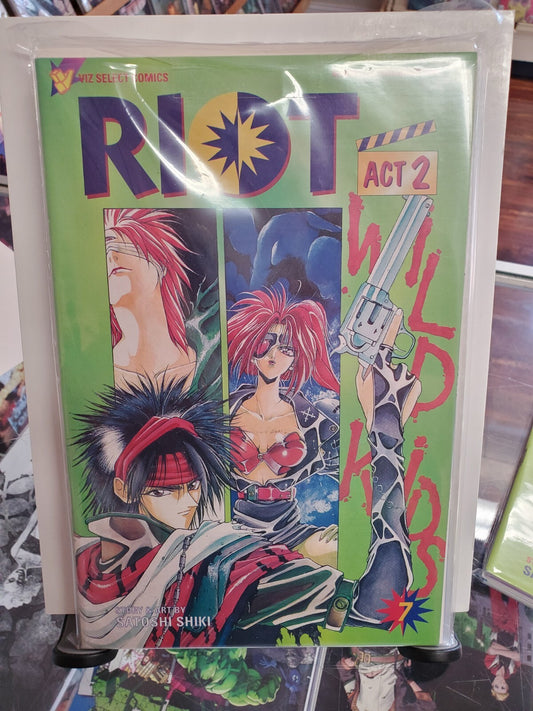 VIZ SELECT COMICS
RIOT
ACT 2
WILD
KIDS
STORY & ART BY
SATOSHI SHIKI
7